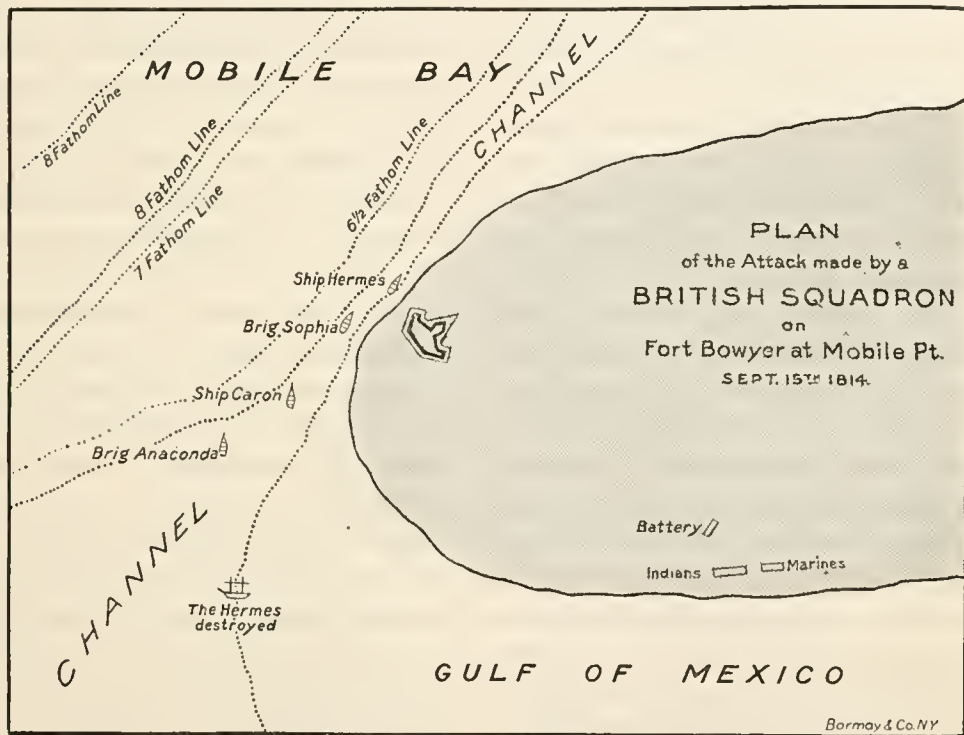 MOBILE BAY
CHANNEL
8 Fathom Line
8 Fathom Line
7 Fathom Line
6½ Fathom Line
Ship Hermes
Brig Sophia
Ship Caron
Brig Anaconda
PLAN
of the Attack made by a
BRITISH SQUADRON
on
Fort Bowyer at Mobile Pt.
SEPT. 15TH 1814.
Battery
Indians
Marines
The Hermes
destroyed
CHANNEL
GULF OF MEXICO
Bormay & Co. NY